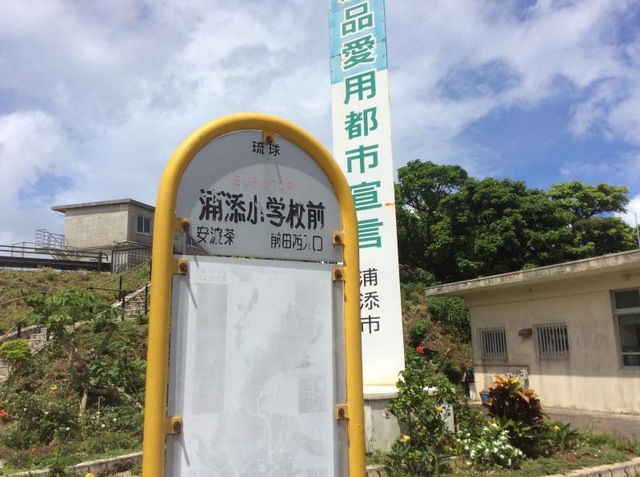 琉球
BUS STOP
浦添小学校前
安波茶 前田西入口
品愛用都市宣言
浦添市